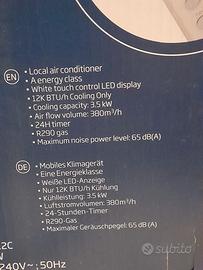 EN
• Local air conditioner
• A energy class
• White touch control LED display
• 12K BTU/h Cooling Only
• Cooling capacity: 3.5 kW
• Air flow volume: 380m³/h
• 24H timer
• R290 gas
• Maximum noise power level: 65 dB(A)
DE
• Mobiles Klimagerät
• Eine Energieklasse
• Weiße LED-Anzeige
• Nur 12K BTU/h Kühlung
• Kühlleistung: 3.5 kW
• Luftstromvolumen: 380m³/h
• 24-Stunden-Timer
• R290-Gas
• Maximaler Geräuschpegel: 65 dB(A)
12C
W
240V~; 50Hz
subito